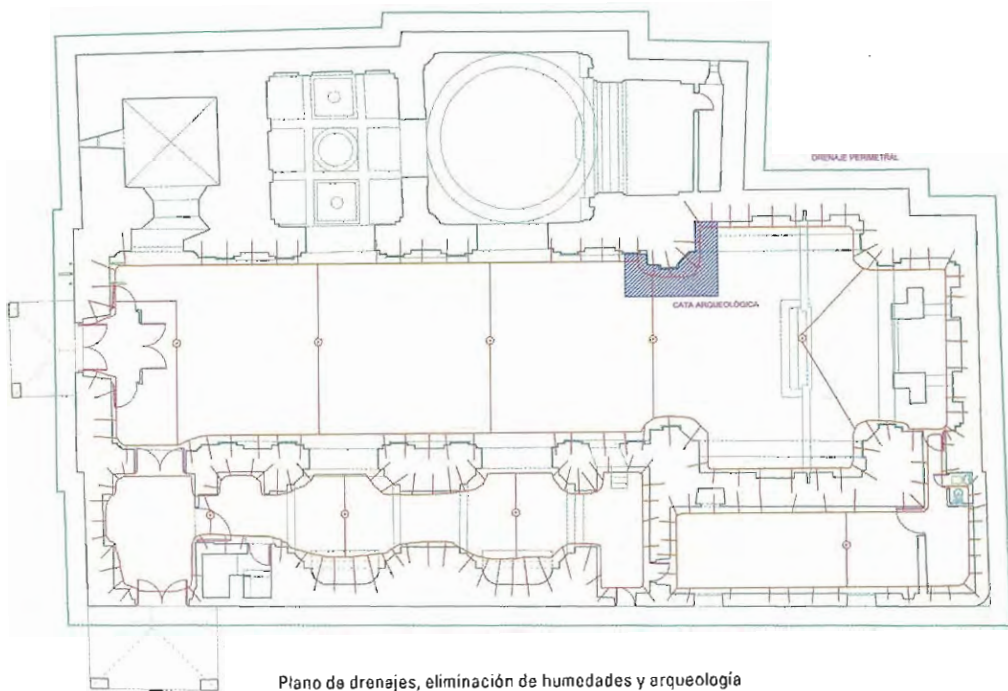 DRENAJE PERIMETRAL
CATA ARQUEOLÓGICA
Plano de drenajes, eliminación de humedades y arqueología